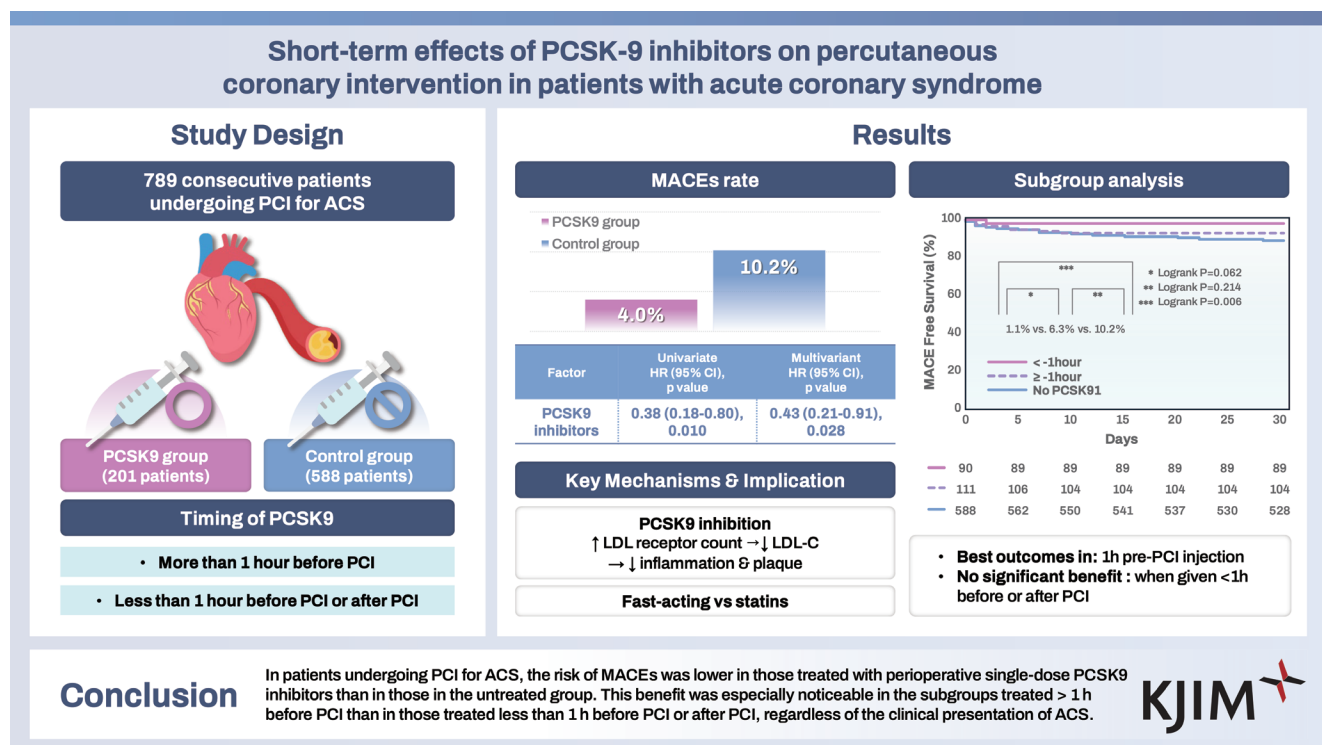 Short-term effects of PCSK-9 inhibitors on percutaneous
coronary intervention in patients with acute coronary syndrome
Study Design
789 consecutive patients
undergoing PCI for ACS
PCSK9 group
(201 patients)
Control group
(588 patients)
Timing of PCSK9
• More than 1 hour before PCI
• Less than 1 hour before PCI or after PCI
Results
MACEs rate
PCSK9 group
Control group
4.0%
10.2%
Factor
Univariate
HR (95% CI),
p value
Multivariant
HR (95% CI),
p value
PCSK9
inhibitors
0.38 (0.18-0.80),
0.010
0.43 (0.21-0.91),
0.028
Key Mechanisms & Implication
PCSK9 inhibition
↑ LDL receptor count →↓ LDL-C
→ ↓ inflammation & plaque
Fast-acting vs statins
Subgroup analysis
MACE Free Survival (%)
100
80
60
40
20
0
* Logrank P=0.062
** Logrank P=0.214
*** Logrank P=0.006
***
*
**
1.1% vs. 6.3% vs. 10.2%
< -1hour
≥ -1hour
No PCSK91
0 5 10 15 20 25 30
Days
90 89 89 89 89 89 89
111 106 104 104 104 104 104
588 562 550 541 537 530 528
• Best outcomes in: 1h pre-PCI injection
• No significant benefit : when given <1h
before or after PCI
Conclusion
In patients undergoing PCI for ACS, the risk of MACEs was lower in those treated with perioperative single-dose PCSK9
inhibitors than in those in the untreated group. This benefit was especially noticeable in the subgroups treated > 1 h
before PCI than in those treated less than 1 h before PCI or after PCI, regardless of the clinical presentation of ACS.
KJIM